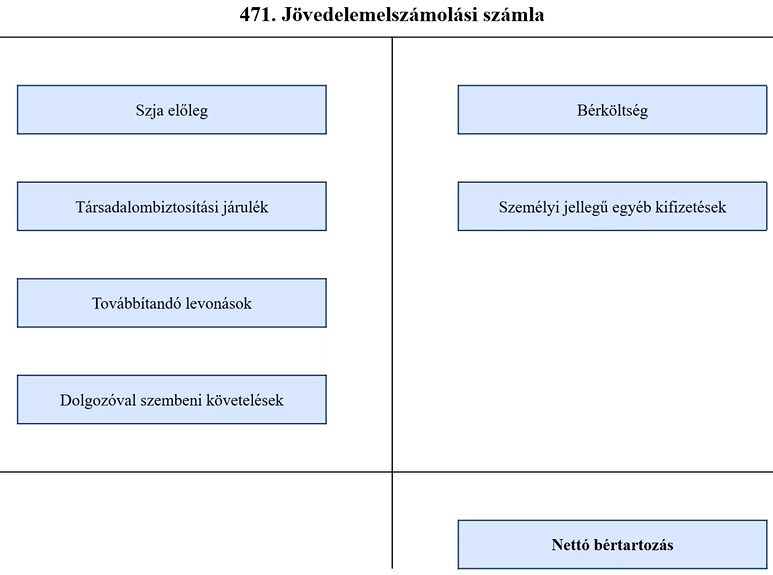 471. Jövedelemelszámolási számla
Szja előleg
Bérköltség
Társadalombiztosítási járulék
Személyi jellegű egyéb kifizetések
Továbbítandó levonások
Dolgozóval szembeni követelések
Nettó bértartozás